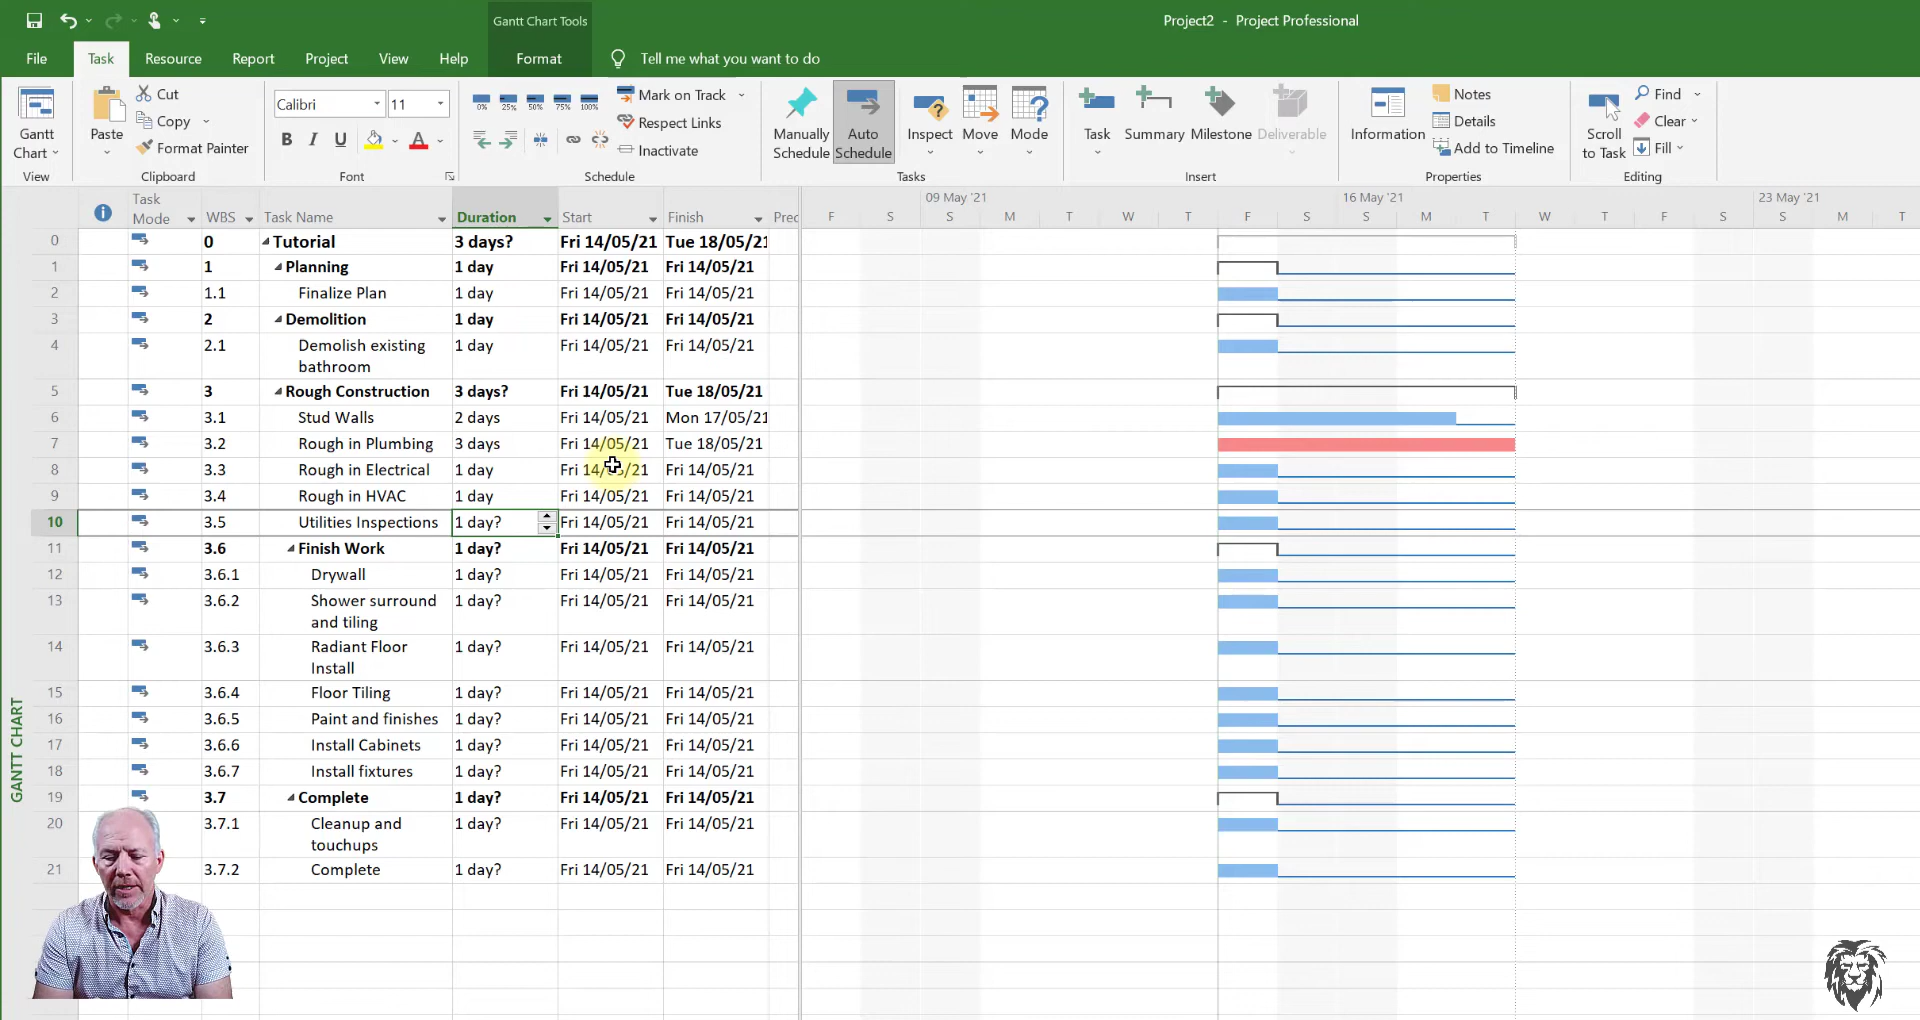 Gantt Chart Tools
Project2 - Project Professional
File Task Resource Report Project View Help Format Tell me what you want to do
Gantt Chart
View
Paste
Cut
Copy
Format Painter
Clipboard
Calibri 11
B I U A
Font
0% 25% 50% 75% 100%
Mark on Track
Respect Links
Inactivate
Schedule
Manually Schedule
Auto Schedule
Inspect
Move
Mode
Tasks
Task
Summary
Milestone
Deliverable
Insert
Information
Notes
Details
Add to Timeline
Properties
Scroll to Task
Find
Clear
Fill
Editing
Task Mode WBS Task Name Duration Start Finish Pred
09 May '21 16 May '21 23 May '21
F S S M T W T F S S M T W T F S S M T
0 0 Tutorial 3 days? Fri 14/05/21 Tue 18/05/21
1 1 Planning 1 day Fri 14/05/21 Fri 14/05/21
2 1.1 Finalize Plan 1 day Fri 14/05/21 Fri 14/05/21
3 2 Demolition 1 day Fri 14/05/21 Fri 14/05/21
4 2.1 Demolish existing bathroom 1 day Fri 14/05/21 Fri 14/05/21
5 3 Rough Construction 3 days? Fri 14/05/21 Tue 18/05/21
6 3.1 Stud Walls 2 days Fri 14/05/21 Mon 17/05/21
7 3.2 Rough in Plumbing 3 days Fri 14/05/21 Tue 18/05/21
8 3.3 Rough in Electrical 1 day Fri 14/05/21 Fri 14/05/21
9 3.4 Rough in HVAC 1 day Fri 14/05/21 Fri 14/05/21
10 3.5 Utilities Inspections 1 day? Fri 14/05/21 Fri 14/05/21
11 3.6 Finish Work 1 day? Fri 14/05/21 Fri 14/05/21
12 3.6.1 Drywall 1 day? Fri 14/05/21 Fri 14/05/21
13 3.6.2 Shower surround and tiling 1 day? Fri 14/05/21 Fri 14/05/21
14 3.6.3 Radiant Floor Install 1 day? Fri 14/05/21 Fri 14/05/21
15 3.6.4 Floor Tiling 1 day? Fri 14/05/21 Fri 14/05/21
16 3.6.5 Paint and finishes 1 day? Fri 14/05/21 Fri 14/05/21
17 3.6.6 Install Cabinets 1 day? Fri 14/05/21 Fri 14/05/21
18 3.6.7 Install fixtures 1 day? Fri 14/05/21 Fri 14/05/21
19 3.7 Complete 1 day? Fri 14/05/21 Fri 14/05/21
20 3.7.1 Cleanup and touchups 1 day? Fri 14/05/21 Fri 14/05/21
21 3.7.2 Complete 1 day? Fri 14/05/21 Fri 14/05/21
GANTT CHART